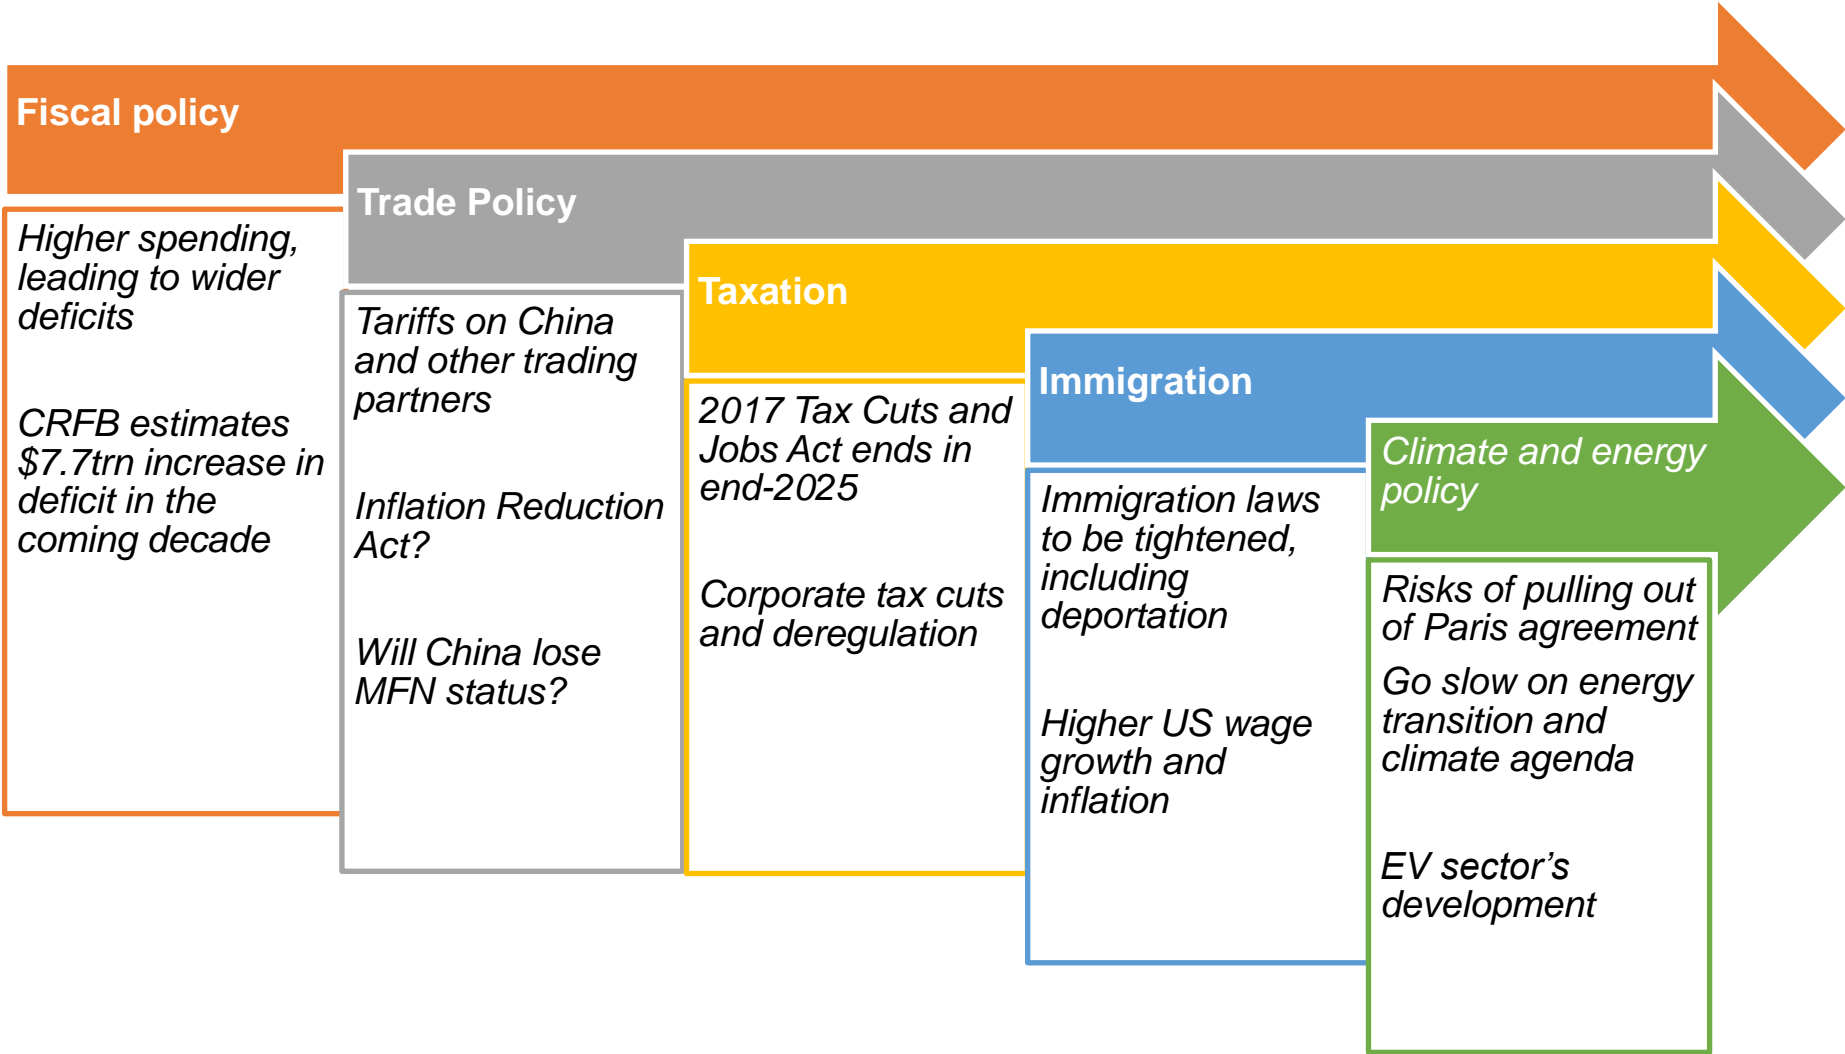 Fiscal policy
Higher spending,
leading to wider
deficits
CRFB estimates
$7.7trn increase in
deficit in the
coming decade
Trade Policy
Tariffs on China
and other trading
partners
Inflation Reduction
Act?
Will China lose
MFN status?
Taxation
2017 Tax Cuts and
Jobs Act ends in
end-2025
Corporate tax cuts
and deregulation
Immigration
Immigration laws
to be tightened,
including
deportation
Higher US wage
growth and
inflation
Climate and energy
policy
Risks of pulling out
of Paris agreement
Go slow on energy
transition and
climate agenda
EV sector’s
development